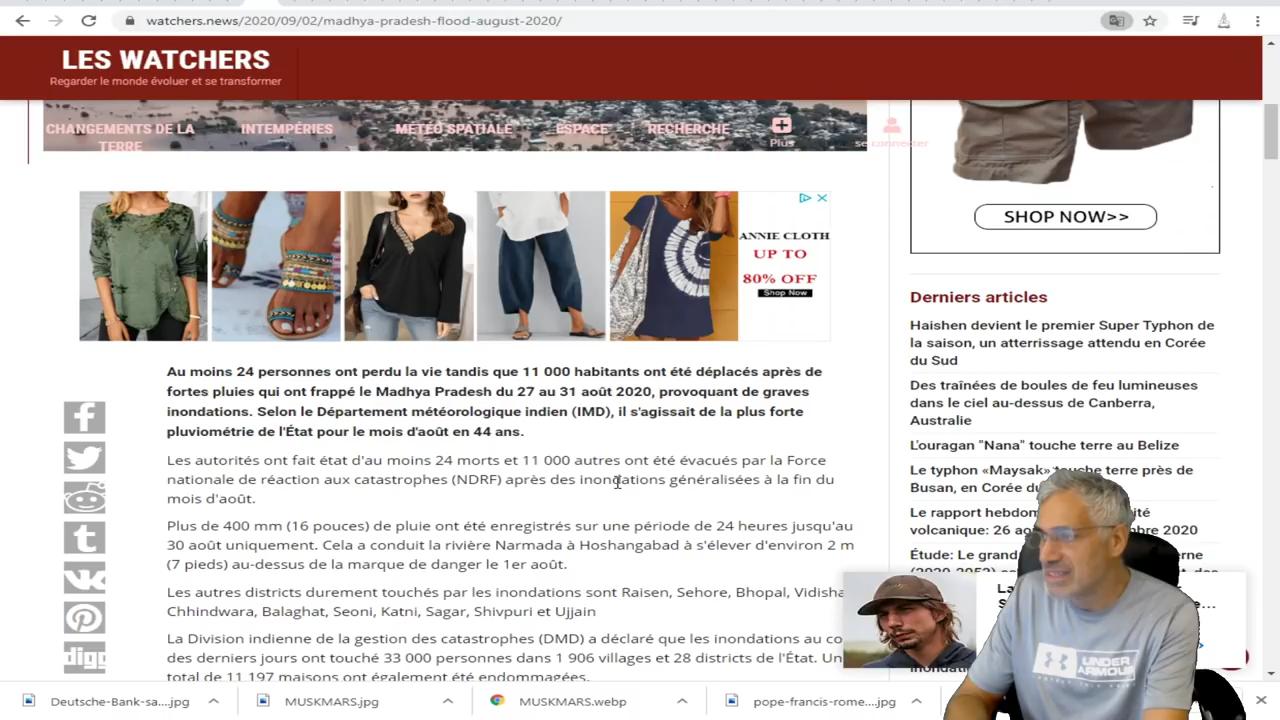 watchers.news/2020/09/02/madhya-pradesh-flood-august-2020/
LES WATCHERS
Regarder le monde évoluer et se transformer
CHANGEMENTS DE LA TERRE
INTEMPÉRIES
MÉTÉO SPATIALE
ESPACE
RECHERCHE
Plus
se connecter
ANNIE CLOTH
UP TO
80% OFF
Shop Now
SHOP NOW>>
Au moins 24 personnes ont perdu la vie tandis que 11 000 habitants ont été déplacés après de
fortes pluies qui ont frappé le Madhya Pradesh du 27 au 31 août 2020, provoquant de graves
inondations. Selon le Département météorologique indien (IMD), il s'agissait de la plus forte
pluviométrie de l'État pour le mois d'août en 44 ans.
Les autorités ont fait état d'au moins 24 morts et 11 000 autres ont été évacués par la Force
nationale de réaction aux catastrophes (NDRF) après des inondations généralisées à la fin du
mois d'août.
Plus de 400 mm (16 pouces) de pluie ont été enregistrés sur une période de 24 heures jusqu'au
30 août uniquement. Cela a conduit la rivière Narmada à Hoshangabad à s'élever d'environ 2 m
(7 pieds) au-dessus de la marque de danger le 1er août.
Les autres districts durement touchés par les inondations sont Raisen, Sehore, Bhopal, Vidisha
Chhindwara, Balaghat, Seoni, Katni, Sagar, Shivpuri et Ujjain
La Division indienne de la gestion des catastrophes (DMD) a déclaré que les inondations au co
des derniers jours ont touché 33 000 personnes dans 1 906 villages et 28 districts de l'État. Un
total de 11 197 maisons ont également été endommagées.
Derniers articles
Haishen devient le premier Super Typhon de
la saison, un atterrissage attendu en Corée
du Sud
Des traînées de boules de feu lumineuses
dans le ciel au-dessus de Canberra,
Australie
L'ouragan "Nana" touche terre au Belize
Le typhon «Maysak» touche terre près de
Busan, en Corée
Le rapport hebdom
volcanique: 26 ao
bre 2020
Étude: Le grand
UNDER ARMOUR
digg
Deutsche-Bank-sa....jpg
MUSKMARS.jpg
MUSKMARS.webp
pope-francis-rome....jpg